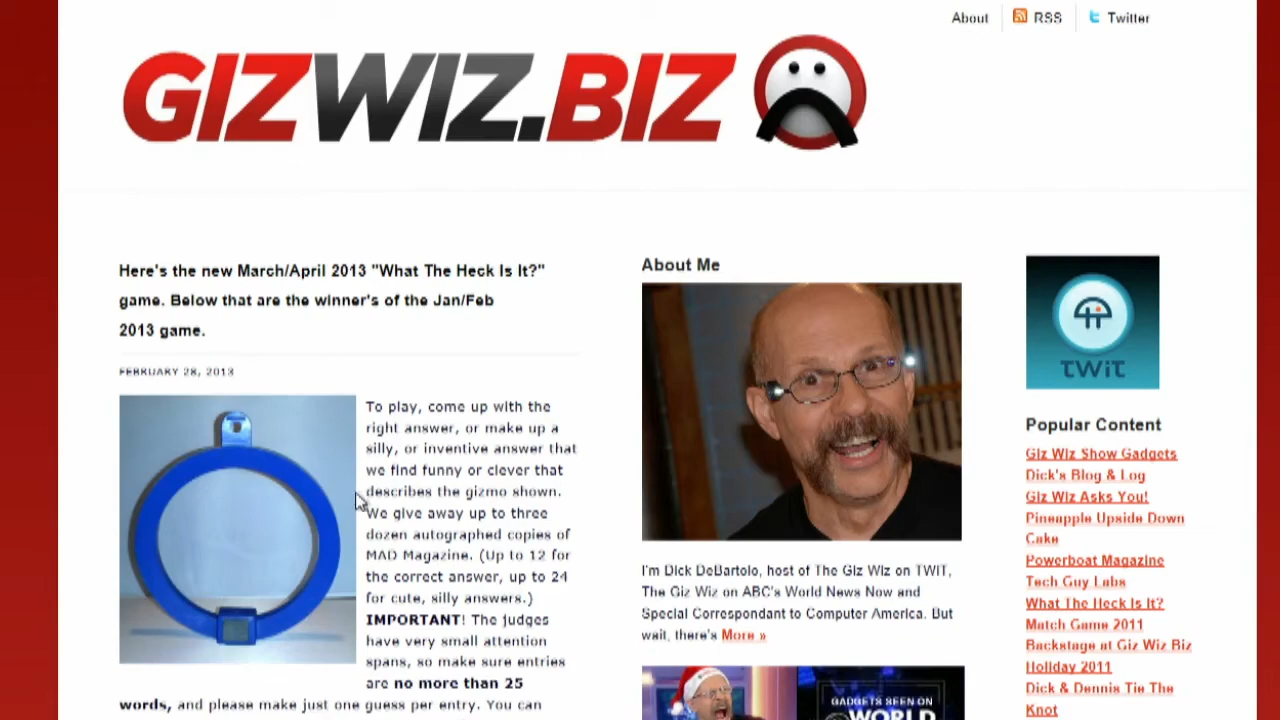 About
RSS
Twitter
GIZWIZ.BIZ
Here's the new March/April 2013 "What The Heck Is It?"
game. Below that are the winner's of the Jan/Feb
2013 game.
FEBRUARY 28, 2013
To play, come up with the
right answer, or make up a
silly, or inventive answer that
we find funny or clever that
describes the gizmo shown.
We give away up to three
dozen autographed copies of
MAD Magazine. (Up to 12 for
the correct answer, up to 24
for cute, silly answers.)
IMPORTANT! The judges
have very small attention
spans, so make sure entries
are no more than 25
words, and please make just one guess per entry. You can
About Me
I'm Dick DeBartolo, host of The Giz Wiz on TWIT,
The Giz Wiz on ABC's World News Now and
Special Correspondant to Computer America. But
wait, there's More »
GADGETS SEEN ON
WORLD
TWiT
Popular Content
Giz Wiz Show Gadgets
Dick's Blog & Log
Giz Wiz Asks You!
Pineapple Upside Down
Cake
Powerboat Magazine
Tech Guy Labs
What The Heck Is It?
Match Game 2011
Backstage at Giz Wiz Biz
Holiday 2011
Dick & Dennis Tie The
Knot